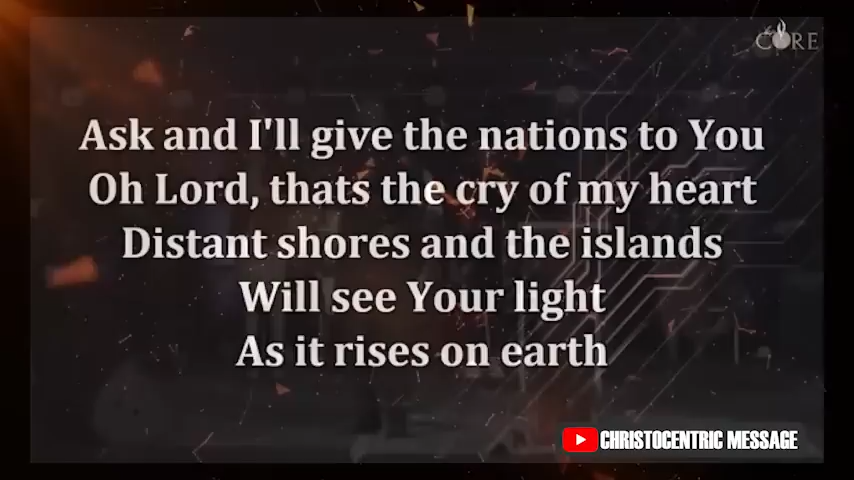 CORE
Ask and I'll give the nations to You
Oh Lord, thats the cry of my heart
Distant shores and the islands
Will see Your light
As it rises on earth
CHRISTOCENTRIC MESSAGE